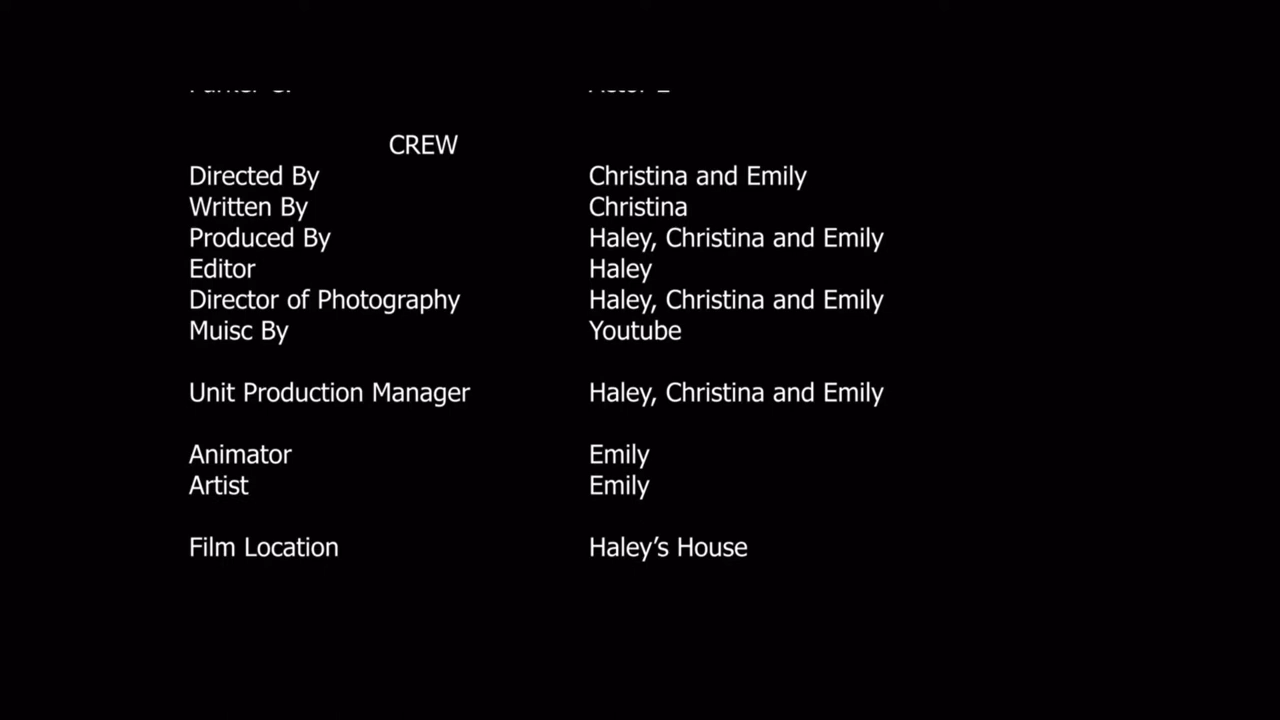 CREW
Directed By Christina and Emily
Written By Christina
Produced By Haley, Christina and Emily
Editor Haley
Director of Photography Haley, Christina and Emily
Muisc By Youtube
Unit Production Manager Haley, Christina and Emily
Animator Emily
Artist Emily
Film Location Haley’s House